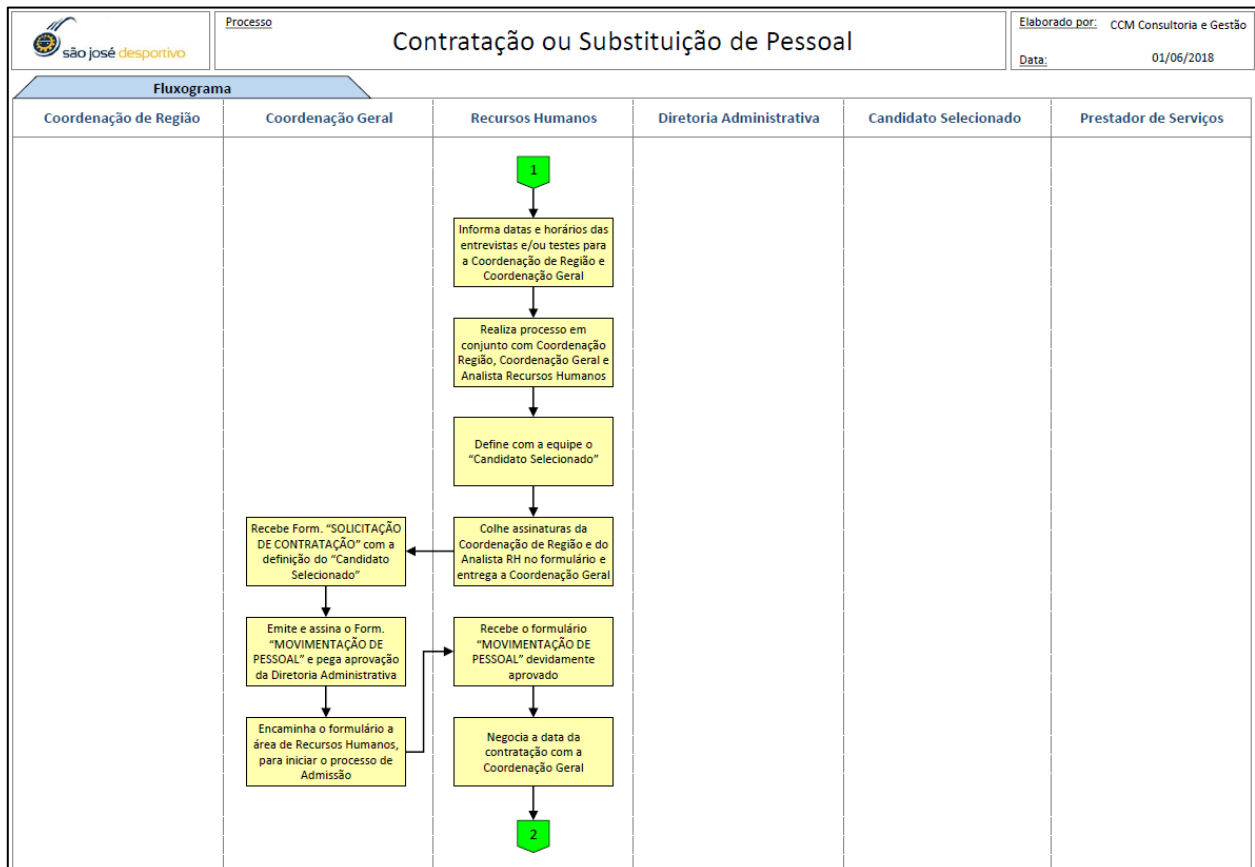 são josé desportivo
Processo
Contratação ou Substituição de Pessoal
Elaborado por: CCM Consultoria e Gestão
Data: 01/06/2018
Fluxograma
Coordenação de Região
Coordenação Geral
Recursos Humanos
Diretoria Administrativa
Candidato Selecionado
Prestador de Serviços
1
Informa datas e horários das
entrevistas e/ou testes para
a Coordenação de Região e
Coordenação Geral
Realiza processo em
conjunto com Coordenação
Região, Coordenação Geral e
Analista Recursos Humanos
Define com a equipe o
“Candidato Selecionado”
Colhe assinaturas da
Coordenação de Região e do
Analista RH no formulário e
entrega a Coordenação Geral
Recebe Form. “SOLICITAÇÃO
DE CONTRATAÇÃO” com a
definição do “Candidato
Selecionado”
Emite e assina o Form.
“MOVIMENTAÇÃO DE
PESSOAL” e pega aprovação
da Diretoria Administrativa
Encaminha o formulário a
área de Recursos Humanos,
para iniciar o processo de
Admissão
Recebe o formulário
“MOVIMENTAÇÃO DE
PESSOAL” devidamente
aprovado
Negocia a data da
contratação com a
Coordenação Geral
2